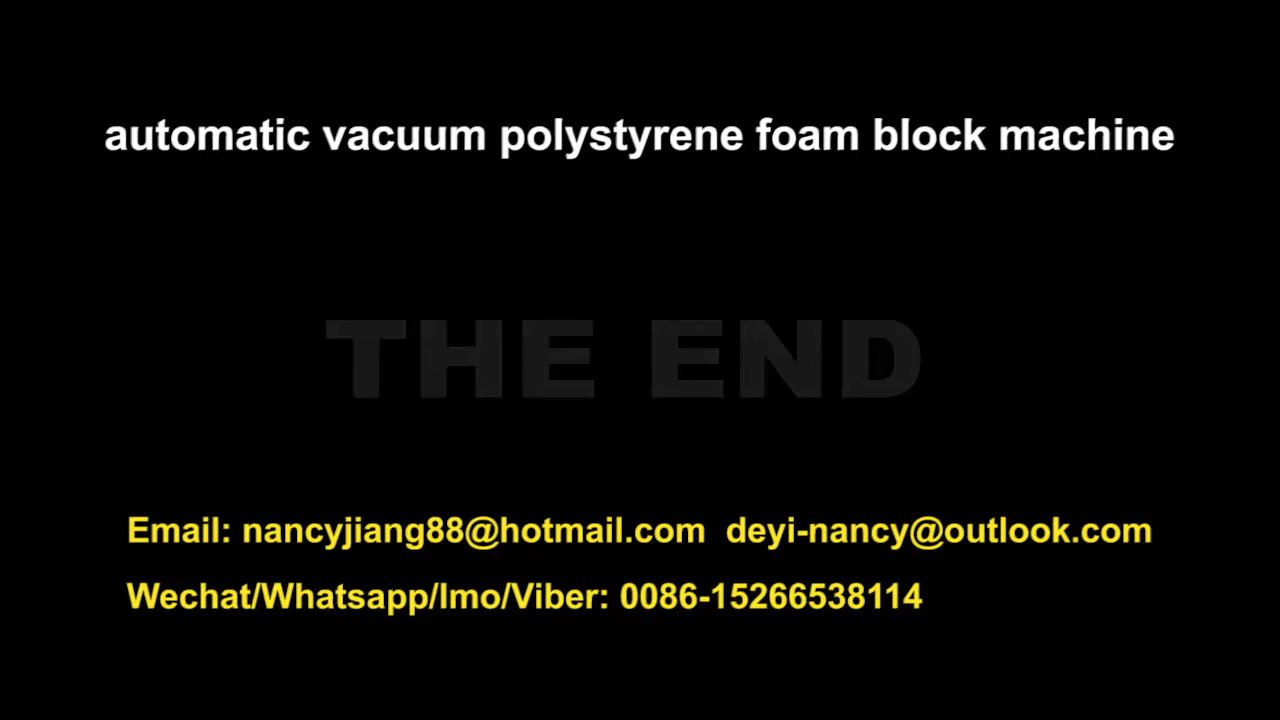 automatic vacuum polystyrene foam block machine
THE END
Email: nancyjiang88@hotmail.com deyi-nancy@outlook.com
Wechat/Whatsapp/Imo/Viber: 0086-15266538114